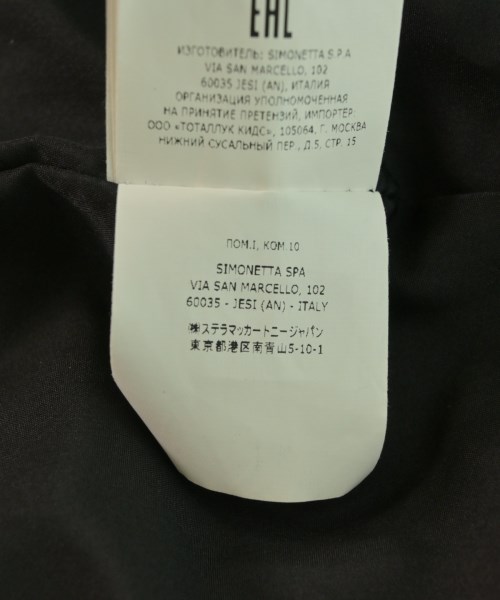 EAC
ИЗГОТОВИТЕЛЬ: SIMONETTA S.P.A
VIA SAN MARCELLO, 102
60035 JESI (AN), ИТАЛИЯ
ОРГАНИЗАЦИЯ УПОЛНОМОЧЕННАЯ
НА ПРИНЯТИЕ ПРЕТЕНЗИЙ, ИМПОРТЕР:
ООО «ТОТАЛЛУК КИДС», 105064, Г. МОСКВА
НИЖНИЙ СУСАЛЬНЫЙ ПЕР., Д.5, СТР. 15
ПОМ.I, КОМ 10
SIMONETTA SPA
VIA SAN MARCELLO, 102
60035 - JESI (AN) - ITALY
㈱ステラマッカートニージャパン
東京都港区南青山5-10-1